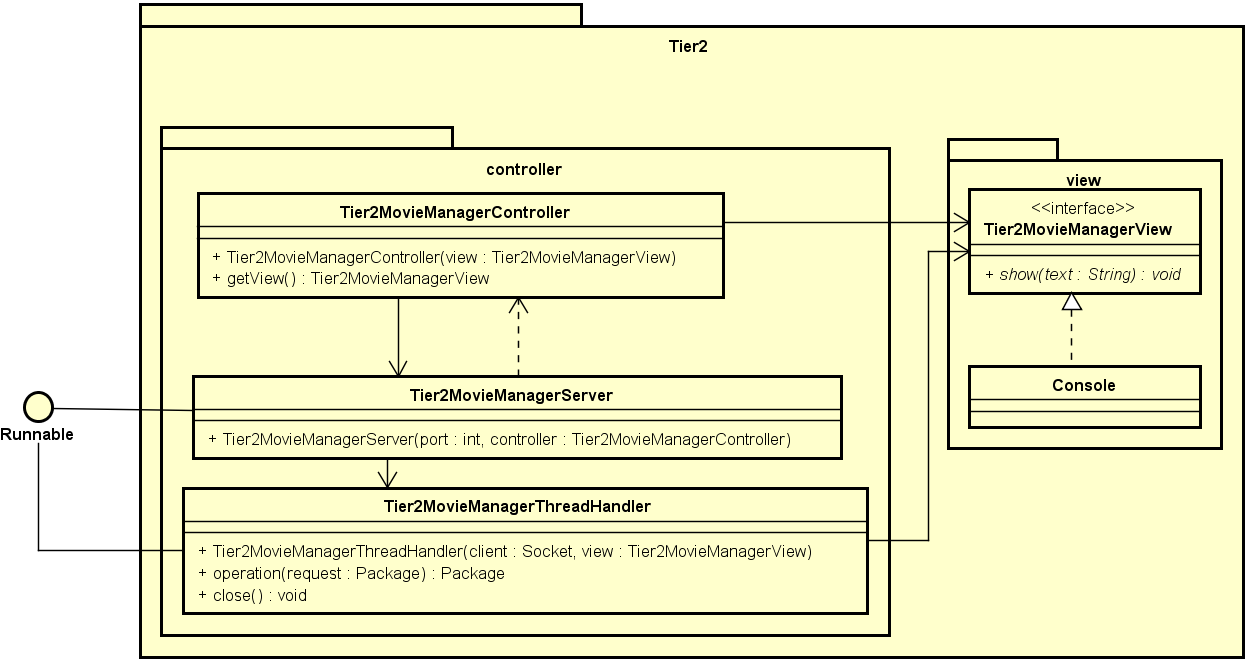 Tier2
controller
Tier2MovieManagerController
+ Tier2MovieManagerController(view : Tier2MovieManagerView)
+ getView() : Tier2MovieManagerView
view
<<interface>>
Tier2MovieManagerView
+ show(text : String) : void
Console
Tier2MovieManagerServer
+ Tier2MovieManagerServer(port : int, controller : Tier2MovieManagerController)
Runnable
Tier2MovieManagerThreadHandler
+ Tier2MovieManagerThreadHandler(client : Socket, view : Tier2MovieManagerView)
+ operation(request : Package) : Package
+ close() : void